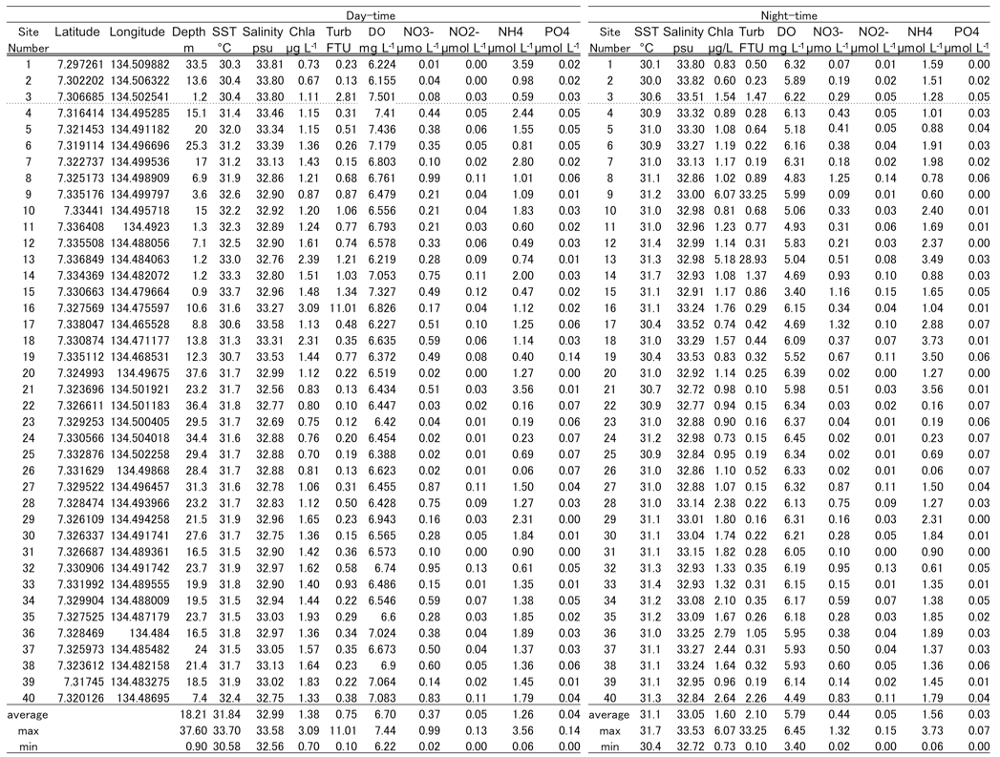 Day-time Night-time
Site Latitude Longitude Depth SST Salinity Chla Turb DO NO3- NO2- NH4 PO4 Site SST Salinity Chla Turb DO NO3- NO2- NH4 PO4
Number m °C psu µg L-1 FTU mg L-1 µmo L-1 µmol L-1 µmol L-1 µmol L-1 Number °C psu µg/L FTU mg L-1 µmo L-1 µmol L-1 µmol L-1 µmol L-1
1 7.297261 134.509882 33.5 30.3 33.81 0.73 0.23 6.224 0.01 0.00 3.59 0.02 1 30.1 33.80 0.83 0.50 6.32 0.07 0.01 1.59 0.00
2 7.302202 134.506322 13.6 30.4 33.80 0.67 0.13 6.155 0.04 0.00 0.98 0.02 2 30.0 33.82 0.60 0.23 5.89 0.19 0.02 1.51 0.02
3 7.306685 134.502541 1.2 30.4 33.80 1.11 2.81 7.501 0.08 0.03 0.59 0.03 3 30.6 33.51 1.54 1.47 6.22 0.29 0.05 1.28 0.05
4 7.316414 134.495285 15.1 31.4 33.46 1.15 0.31 7.41 0.44 0.05 2.44 0.05 4 30.9 33.32 0.89 0.28 6.13 0.43 0.05 1.01 0.03
5 7.321453 134.491182 20 32.0 33.34 1.15 0.51 7.436 0.38 0.06 1.55 0.05 5 31.0 33.30 1.08 0.64 5.18 0.41 0.05 0.88 0.04
6 7.319114 134.496696 25.3 31.2 33.39 1.36 0.26 7.179 0.35 0.05 0.81 0.05 6 30.9 33.27 1.19 0.22 6.16 0.38 0.04 1.91 0.03
7 7.322737 134.499536 17 31.2 33.13 1.43 0.15 6.803 0.10 0.02 2.80 0.02 7 31.0 33.13 1.17 0.19 6.31 0.18 0.02 1.98 0.02
8 7.325173 134.498909 6.9 31.9 32.86 1.21 0.68 6.761 0.99 0.11 1.01 0.06 8 31.1 32.86 1.02 0.89 4.83 1.25 0.14 0.78 0.06
9 7.335176 134.499797 3.6 32.6 32.90 0.87 0.87 6.479 0.21 0.04 1.09 0.01 9 31.2 33.00 6.07 33.25 5.99 0.09 0.01 0.60 0.00
10 7.33441 134.495718 15 32.2 32.92 1.20 1.06 6.556 0.21 0.04 1.83 0.03 10 31.0 32.98 0.81 0.68 5.06 0.33 0.03 2.40 0.01
11 7.336408 134.4923 1.3 32.3 32.89 1.24 0.77 6.793 0.21 0.03 0.60 0.02 11 31.0 32.96 1.23 0.77 4.93 0.31 0.06 1.69 0.01
12 7.335508 134.488056 7.1 32.5 32.90 1.61 0.74 6.578 0.33 0.06 0.49 0.03 12 31.4 32.99 1.14 0.31 5.83 0.21 0.03 2.37 0.00
13 7.336849 134.484063 1.2 33.0 32.76 2.39 1.21 6.219 0.28 0.09 0.74 0.01 13 31.3 32.98 5.18 28.93 5.04 0.51 0.08 3.49 0.03
14 7.334369 134.482072 1.2 33.3 32.80 1.51 1.03 7.053 0.75 0.11 2.00 0.03 14 31.7 32.93 1.08 1.37 4.69 0.93 0.10 0.88 0.03
15 7.330663 134.479664 0.9 33.7 32.96 1.48 1.34 7.327 0.49 0.12 0.47 0.02 15 31.1 32.91 1.17 0.86 3.40 1.16 0.15 1.65 0.05
16 7.327569 134.475597 10.6 31.6 33.27 3.09 11.01 6.826 0.17 0.04 1.12 0.02 16 31.1 33.24 1.76 0.29 6.15 0.34 0.04 1.04 0.01
17 7.338047 134.465528 8.8 30.6 33.58 1.13 0.48 6.227 0.51 0.10 1.25 0.06 17 30.4 33.52 0.74 0.42 4.69 1.32 0.10 2.88 0.07
18 7.330874 134.471177 13.8 31.3 33.31 2.31 0.35 6.635 0.59 0.06 1.14 0.03 18 31.0 33.29 1.57 0.44 6.09 0.37 0.07 3.73 0.01
19 7.335112 134.468531 12.3 30.7 33.53 1.44 0.77 6.372 0.49 0.08 0.40 0.14 19 30.4 33.53 0.83 0.32 5.52 0.67 0.11 3.50 0.06
20 7.324993 134.49675 37.6 31.7 32.99 1.12 0.22 6.519 0.02 0.00 1.27 0.00 20 31.0 32.92 1.14 0.25 6.39 0.02 0.00 1.27 0.00
21 7.323696 134.501921 23.2 31.7 32.56 0.83 0.13 6.434 0.51 0.03 3.56 0.01 21 30.7 32.72 0.98 0.10 5.98 0.51 0.03 3.56 0.01
22 7.326611 134.501183 36.4 31.8 32.77 0.80 0.10 6.447 0.03 0.02 0.16 0.07 22 30.9 32.77 0.94 0.15 6.34 0.03 0.02 0.16 0.07
23 7.329253 134.500405 29.5 31.7 32.69 0.75 0.12 6.42 0.04 0.01 0.19 0.06 23 31.0 32.88 0.90 0.16 6.37 0.04 0.01 0.19 0.06
24 7.330566 134.504018 34.4 31.6 32.88 0.76 0.20 6.454 0.02 0.01 0.23 0.07 24 31.2 32.98 0.73 0.15 6.45 0.02 0.01 0.23 0.07
25 7.332876 134.502258 29.4 31.7 32.88 0.70 0.19 6.388 0.02 0.01 0.69 0.07 25 30.9 32.84 0.95 0.19 6.34 0.02 0.01 0.69 0.07
26 7.331629 134.49868 28.4 31.7 32.88 0.81 0.13 6.623 0.02 0.01 0.06 0.07 26 31.0 32.86 1.10 0.52 6.33 0.02 0.01 0.06 0.07
27 7.329522 134.496457 31.3 31.6 32.78 1.06 0.31 6.455 0.87 0.11 1.50 0.04 27 31.0 32.88 1.07 0.15 6.32 0.87 0.11 1.50 0.04
28 7.328474 134.493966 23.2 31.7 32.83 1.12 0.50 6.428 0.75 0.09 1.27 0.03 28 31.0 33.14 2.38 0.22 6.13 0.75 0.09 1.27 0.03
29 7.326109 134.494258 21.5 31.9 32.96 1.65 0.23 6.943 0.16 0.03 2.31 0.00 29 31.1 33.01 1.80 0.16 6.31 0.16 0.03 2.31 0.00
30 7.326337 134.491741 27.6 31.7 32.75 1.36 0.15 6.565 0.28 0.05 1.84 0.01 30 31.1 33.04 1.74 0.22 6.21 0.28 0.05 1.84 0.01
31 7.326687 134.489361 16.5 31.5 32.90 1.42 0.36 6.573 0.10 0.00 0.90 0.00 31 31.1 33.15 1.82 0.28 6.05 0.10 0.00 0.90 0.00
32 7.330906 134.491742 23.7 31.9 32.97 1.62 0.58 6.74 0.95 0.13 0.61 0.05 32 31.3 32.93 1.33 0.35 6.19 0.95 0.13 0.61 0.05
33 7.331992 134.489555 19.9 31.8 32.90 1.40 0.93 6.486 0.15 0.01 1.35 0.01 33 31.4 32.93 1.32 0.31 6.15 0.15 0.01 1.35 0.01
34 7.329904 134.488009 19.5 31.5 32.94 1.44 0.22 6.546 0.59 0.07 1.38 0.05 34 31.2 33.08 2.10 0.35 6.17 0.59 0.07 1.38 0.05
35 7.327525 134.487179 23.7 31.5 33.03 1.93 0.29 6.6 0.28 0.03 1.85 0.02 35 31.2 33.09 1.67 0.26 6.18 0.28 0.03 1.85 0.02
36 7.328469 134.484 16.5 31.8 32.97 1.36 0.34 7.024 0.38 0.04 1.89 0.03 36 31.0 33.25 2.79 1.05 5.95 0.38 0.04 1.89 0.03
37 7.325973 134.485482 24 31.5 33.05 1.57 0.35 6.673 0.50 0.04 1.37 0.03 37 31.1 33.27 2.44 0.31 5.93 0.50 0.04 1.37 0.03
38 7.323612 134.482158 21.4 31.7 33.13 1.64 0.23 6.9 0.60 0.05 1.36 0.06 38 31.1 33.24 1.64 0.32 5.93 0.60 0.05 1.36 0.06
39 7.31745 134.483275 18.5 31.9 33.02 1.83 0.22 7.064 0.14 0.02 1.45 0.01 39 31.1 32.95 0.96 0.19 6.14 0.14 0.02 1.45 0.01
40 7.320126 134.48695 7.4 32.4 32.75 1.33 0.38 7.083 0.83 0.11 1.79 0.04 40 31.3 32.84 2.64 2.26 4.49 0.83 0.11 1.79 0.04
average 18.21 31.84 32.99 1.38 0.75 6.70 0.37 0.05 1.26 0.04 average 31.1 33.05 1.60 2.10 5.79 0.44 0.05 1.56 0.03
max 37.60 33.70 33.58 3.09 11.01 7.44 0.99 0.13 3.56 0.14 max 31.7 33.53 6.07 33.25 6.45 1.32 0.15 3.73 0.07
min 0.90 30.58 32.56 0.70 0.10 6.22 0.02 0.00 0.06 0.00 min 30.4 32.72 0.73 0.10 3.40 0.02 0.00 0.06 0.00